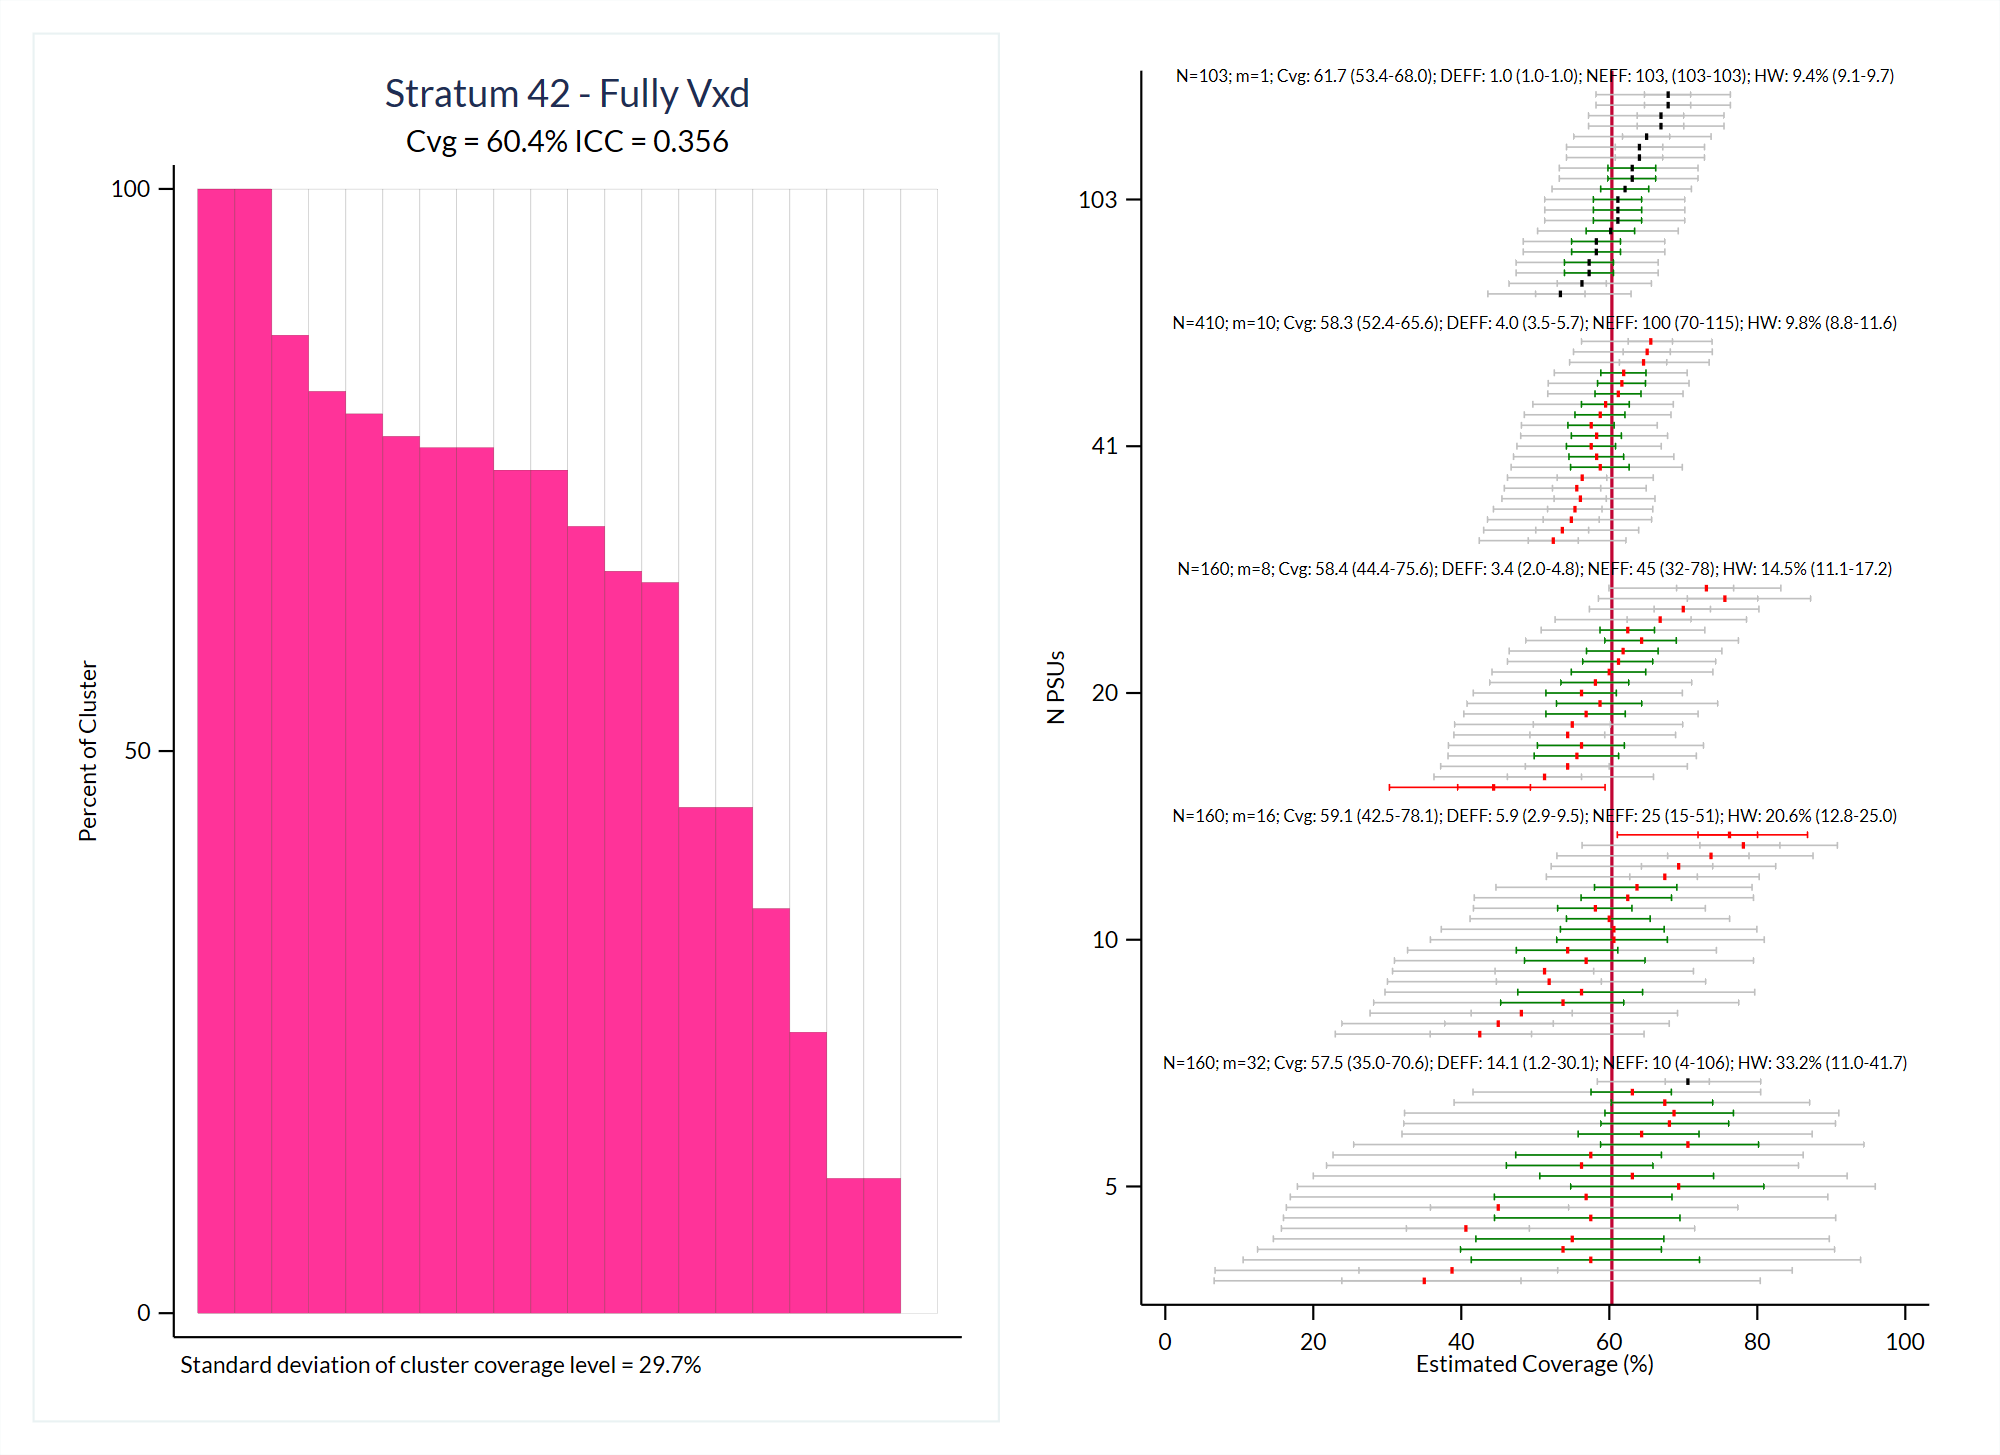 Stratum 42 - Fully Vxd
Cvg = 60.4% ICC = 0.356
100
50
0
Percent of Cluster
Standard deviation of cluster coverage level = 29.7%
N=103; m=1; Cvg: 61.7 (53.4-68.0); DEFF: 1.0 (1.0-1.0); NEFF: 103, (103-103); HW: 9.4% (9.1-9.7)
103
N=410; m=10; Cvg: 58.3 (52.4-65.6); DEFF: 4.0 (3.5-5.7); NEFF: 100 (70-115); HW: 9.8% (8.8-11.6)
41
N=160; m=8; Cvg: 58.4 (44.4-75.6); DEFF: 3.4 (2.0-4.8); NEFF: 45 (32-78); HW: 14.5% (11.1-17.2)
N PSUs
20
N=160; m=16; Cvg: 59.1 (42.5-78.1); DEFF: 5.9 (2.9-9.5); NEFF: 25 (15-51); HW: 20.6% (12.8-25.0)
10
N=160; m=32; Cvg: 57.5 (35.0-70.6); DEFF: 14.1 (1.2-30.1); NEFF: 10 (4-106); HW: 33.2% (11.0-41.7)
5
0 20 40 60 80 100
Estimated Coverage (%)